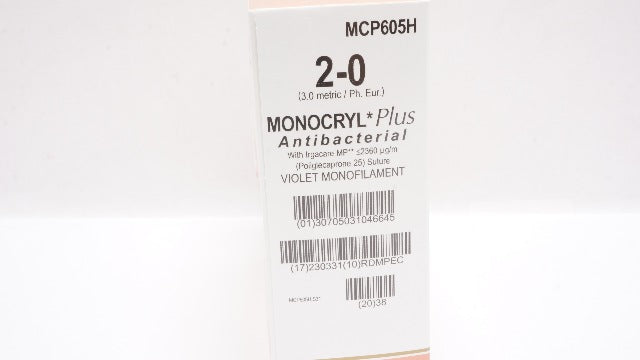 MCP605H
2-0
(3.0 metric / Ph. Eur.)
MONOCRYL* Plus
Antibacterial
With Irgacare MP** ≤2360 µg/m
(Poliglecaprone 25) Suture
VIOLET MONOFILAMENT
(01)30705031046645
(17)230331(10)RDMPEC
(20)38